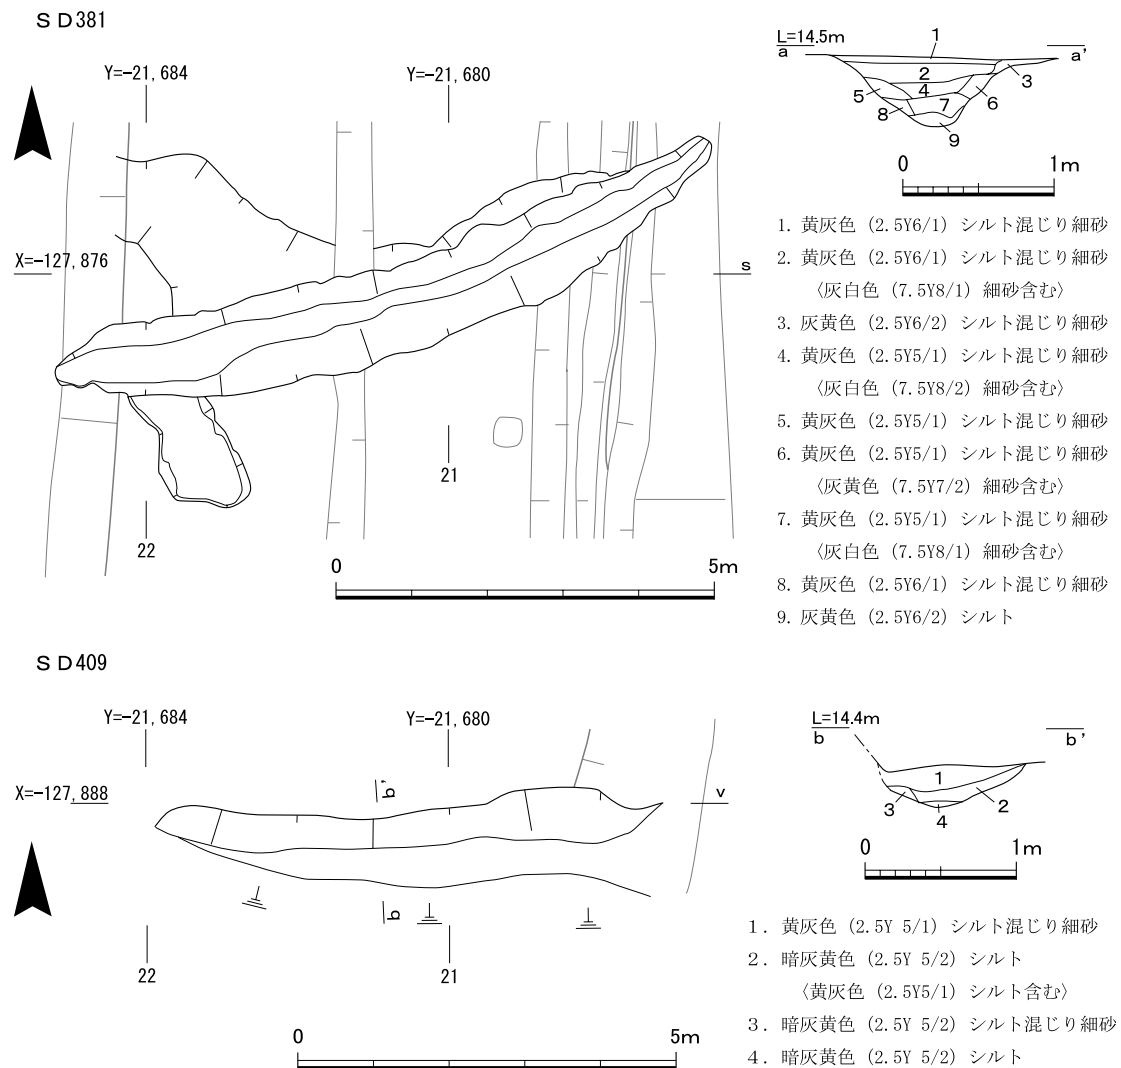 ＳＤ381
Y=-21,684
Y=-21,680
X=-127,876
s
21
22
0
5m
L=14.5m
a
a'
1
2
3
4
5
6
7
8
9
0
1m
1. 黄灰色（2.5Y6/1）シルト混じり細砂
2. 黄灰色（2.5Y6/1）シルト混じり細砂
〈灰白色（7.5Y8/1）細砂含む〉
3. 灰黄色（2.5Y6/2）シルト混じり細砂
4. 黄灰色（2.5Y5/1）シルト混じり細砂
〈灰白色（7.5Y8/2）細砂含む〉
5. 黄灰色（2.5Y5/1）シルト混じり細砂
6. 黄灰色（2.5Y5/1）シルト混じり細砂
〈灰黄色（7.5Y7/2）細砂含む〉
7. 黄灰色（2.5Y5/1）シルト混じり細砂
〈灰白色（7.5Y8/1）細砂含む〉
8. 黄灰色（2.5Y6/1）シルト混じり細砂
9. 灰黄色（2.5Y6/2）シルト
ＳＤ409
Y=-21,684
Y=-21,680
X=-127,888
b'
v
b
22
21
0
5m
L=14.4m
b
b'
1
2
3
4
0
1m
１. 黄灰色（2.5Y 5/1）シルト混じり細砂
２. 暗灰黄色（2.5Y 5/2）シルト
〈黄灰色（2.5Y5/1）シルト含む〉
３. 暗灰黄色（2.5Y 5/2）シルト混じり細砂
４. 暗灰黄色（2.5Y 5/2）シルト